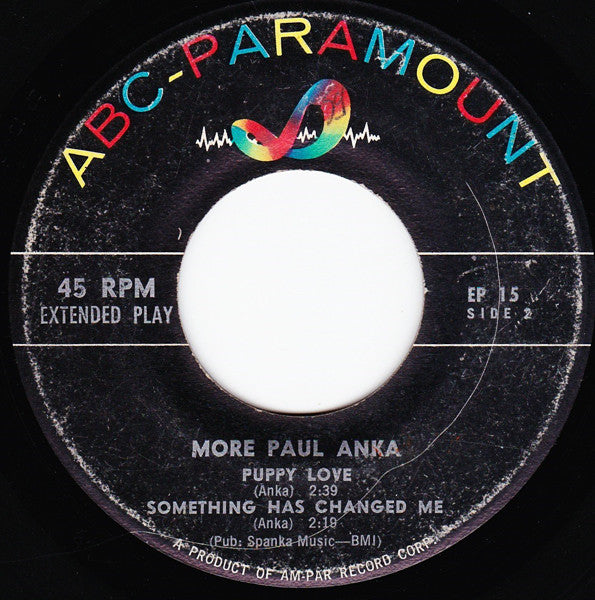 ABC-PARAMOUNT
45 RPM
EXTENDED PLAY
EP 15
SIDE 2
MORE PAUL ANKA
PUPPY LOVE
(Anka) 2:39
SOMETHING HAS CHANGED ME
(Anka) 2:19
(Pub: Spanka Music—BMI)
A PRODUCT OF AM-PAR RECORD CORP.